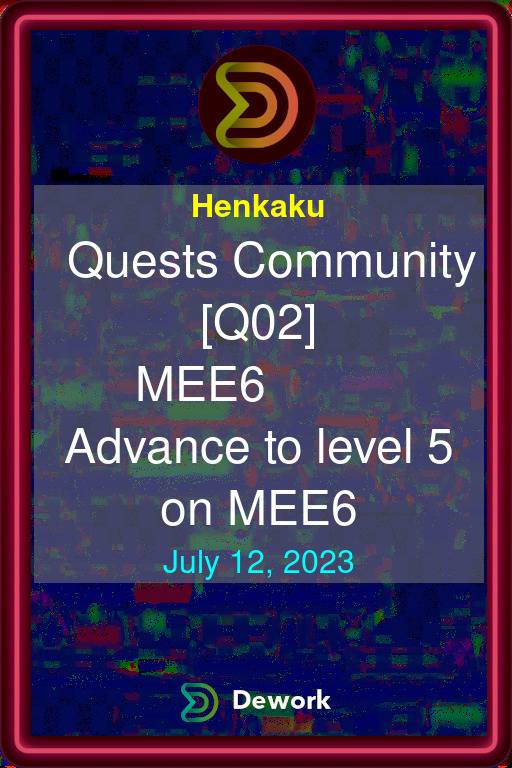 Henkaku
Quests Community
[Q02]
MEE6
Advance to level 5
on MEE6
July 12, 2023
Dework